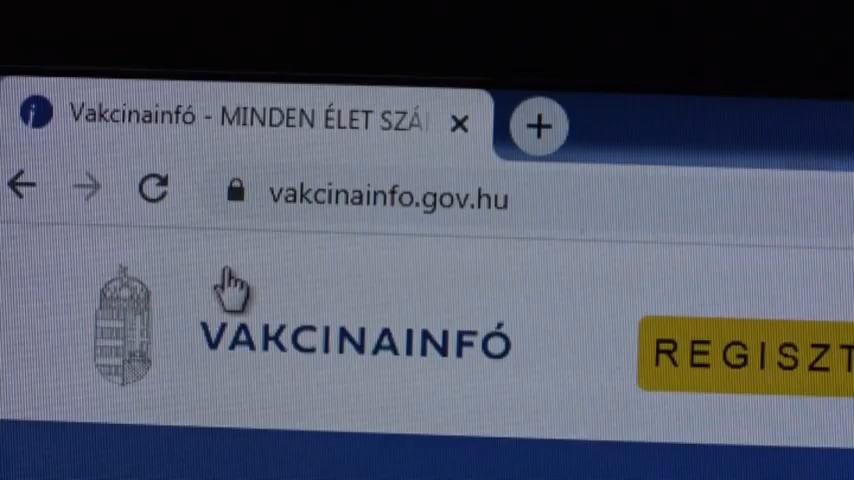 Vakcinainfó - MINDEN ÉLET SZÁ
vakcinainfo.gov.hu
VAKCINAINFÓ
REGISZT